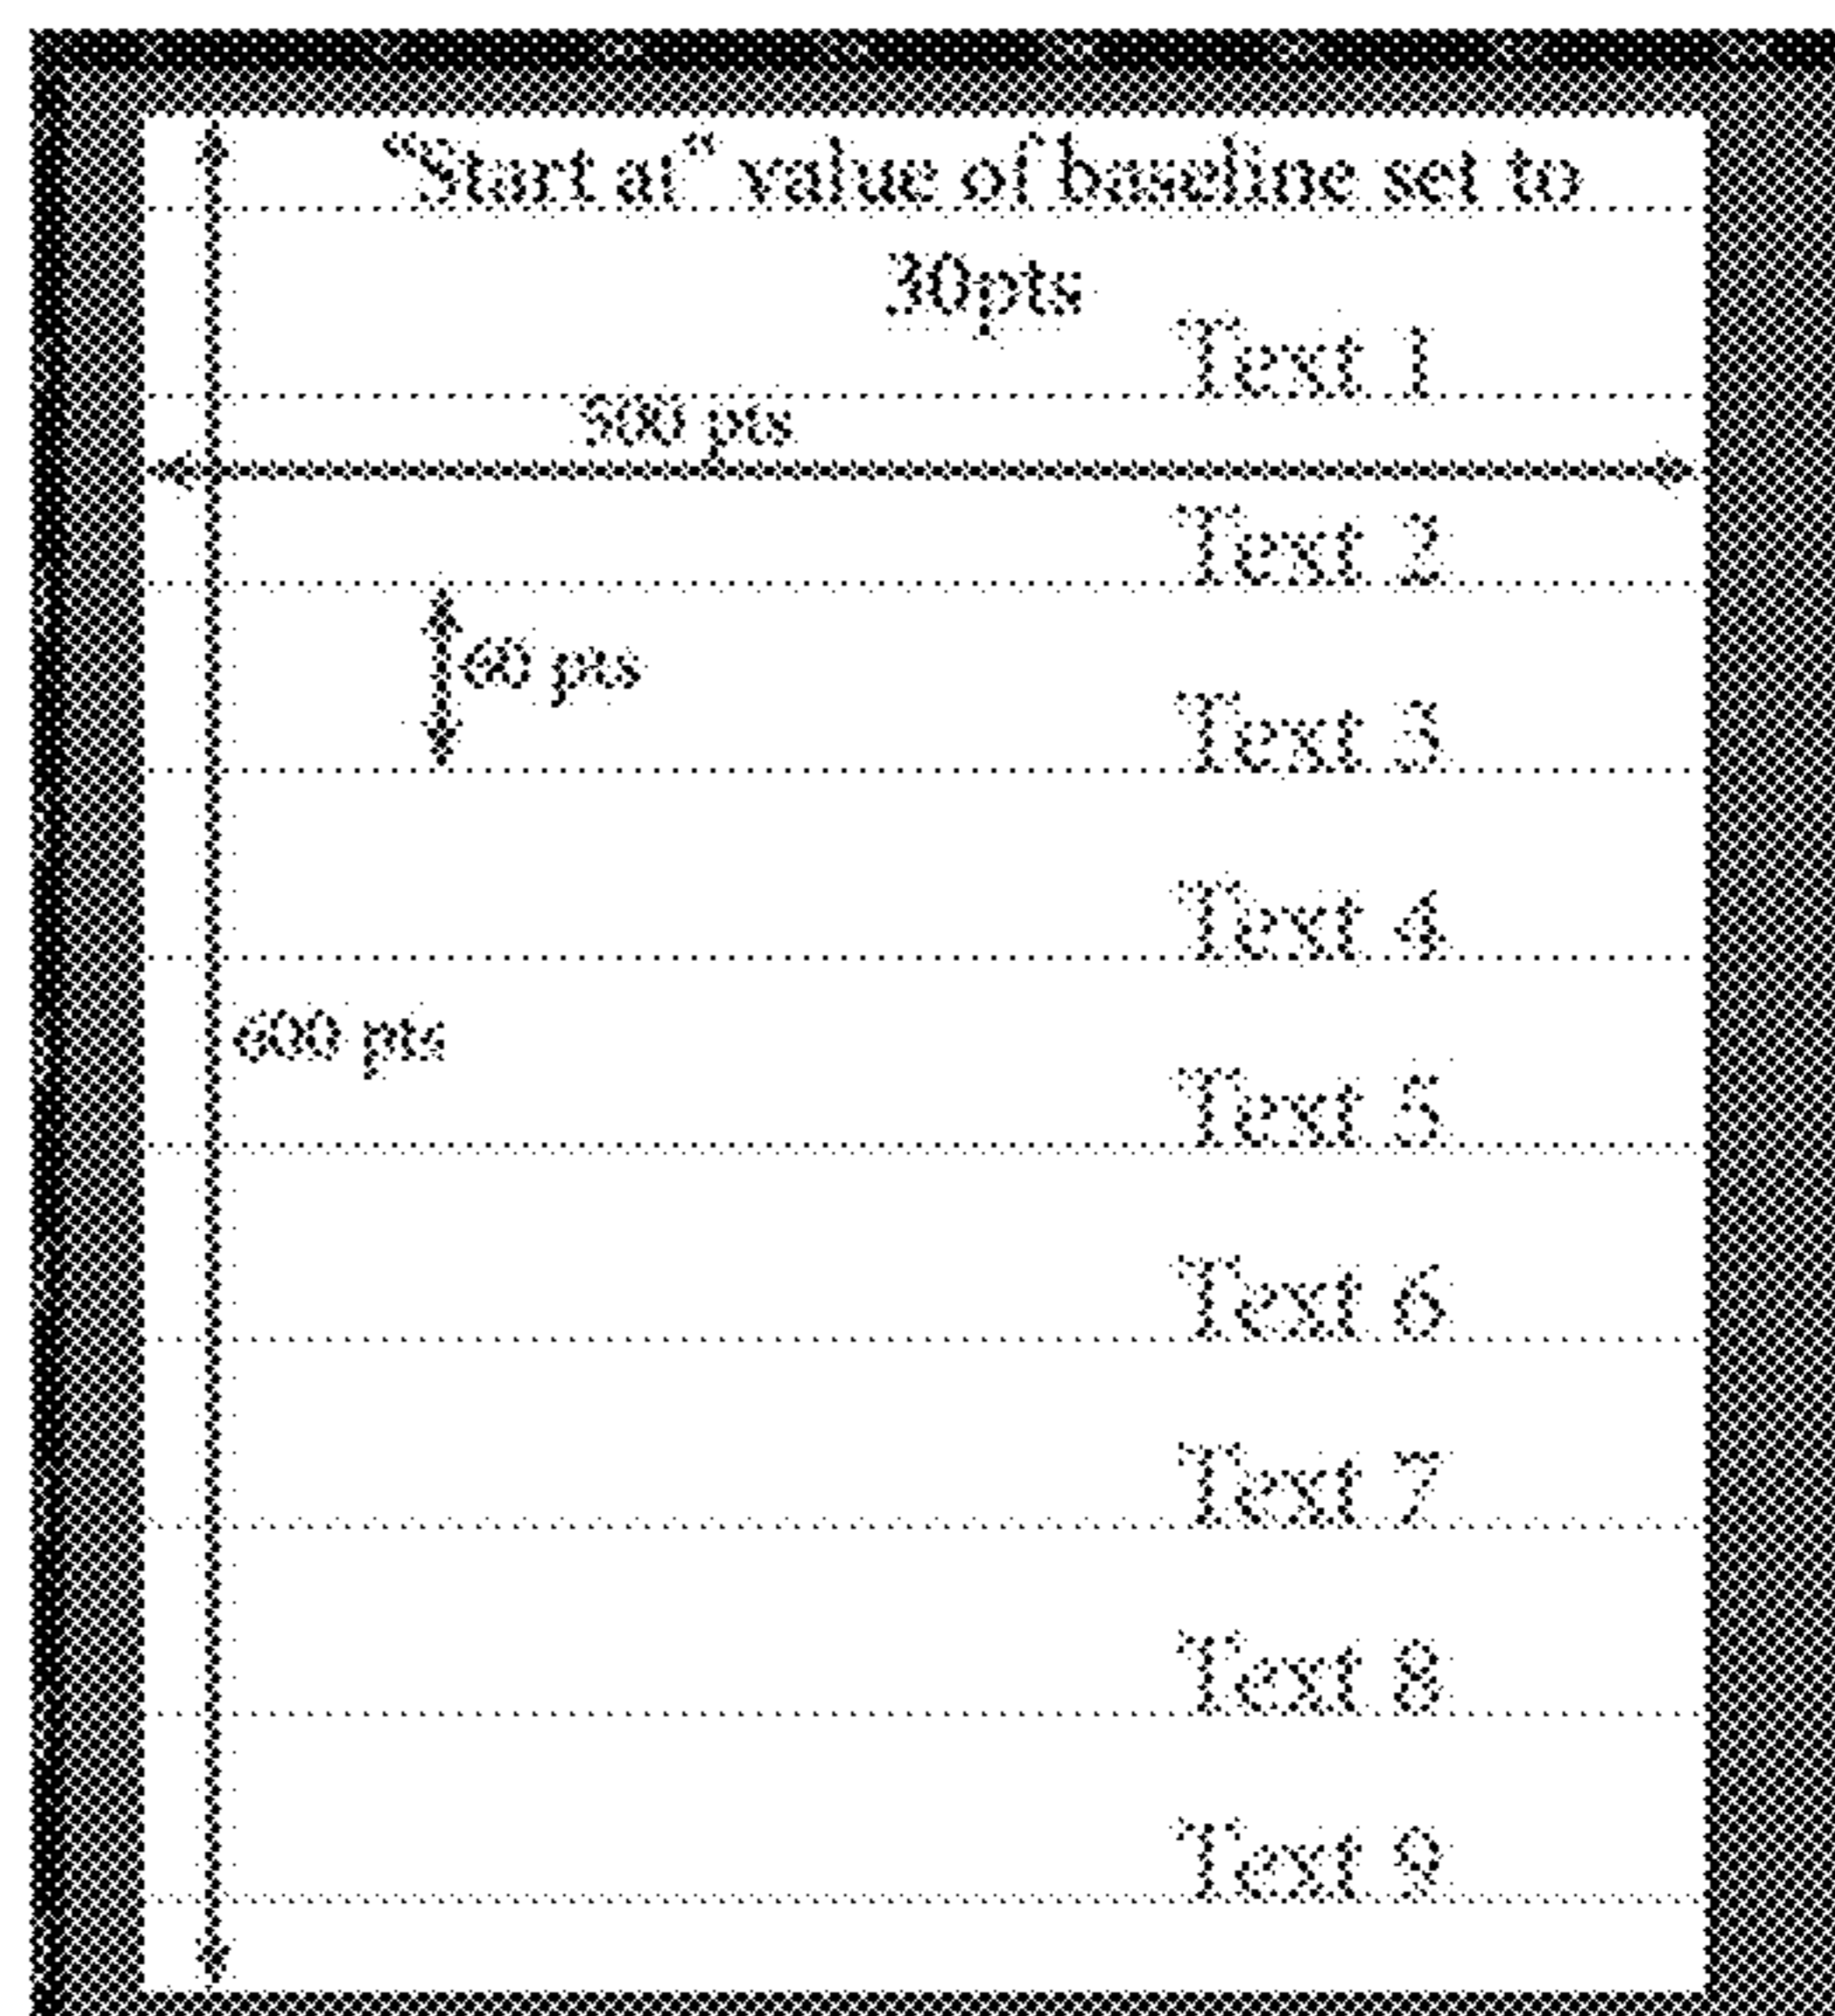 "Start at" value of baseline set to
30pts
Text 1
500 pts
Text 2
60 pts
Text 3
Text 4
600 pts
Text 5
Text 6
Text 7
Text 8
Text 9